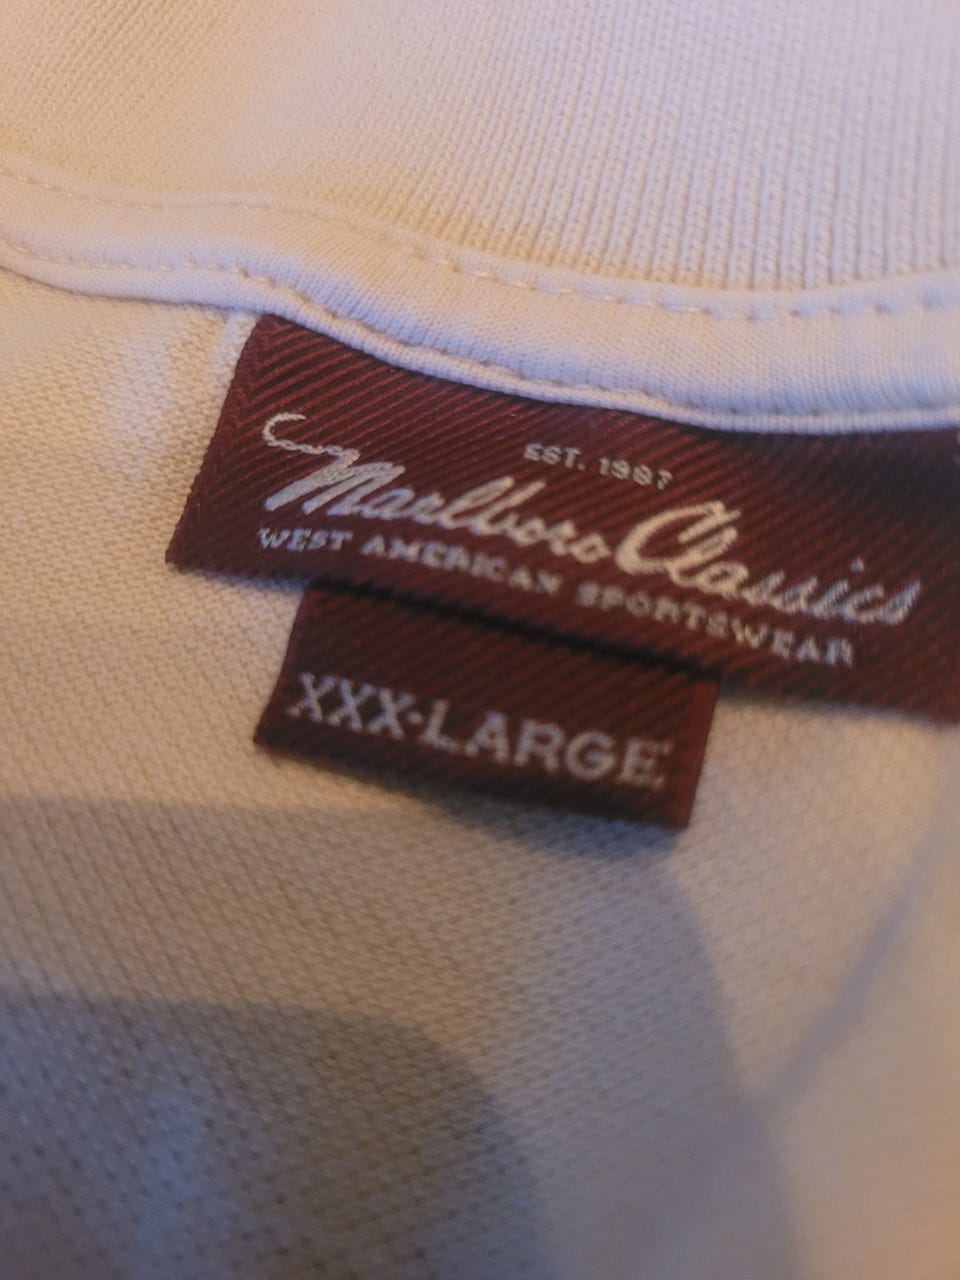 EST. 1987
Marlboro Classics
WEST AMERICAN SPORTSWEAR
XXX·LARGE